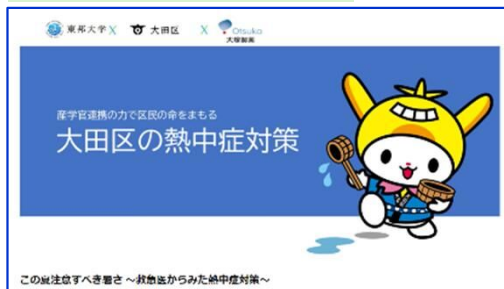 東邦大学 X 大田区 X Otsuka
大塚製薬
産学官連携の力で区民の命をまもる
大田区の熱中症対策
この夏注意すべき暑さ ～救急医からみた熱中症対策～